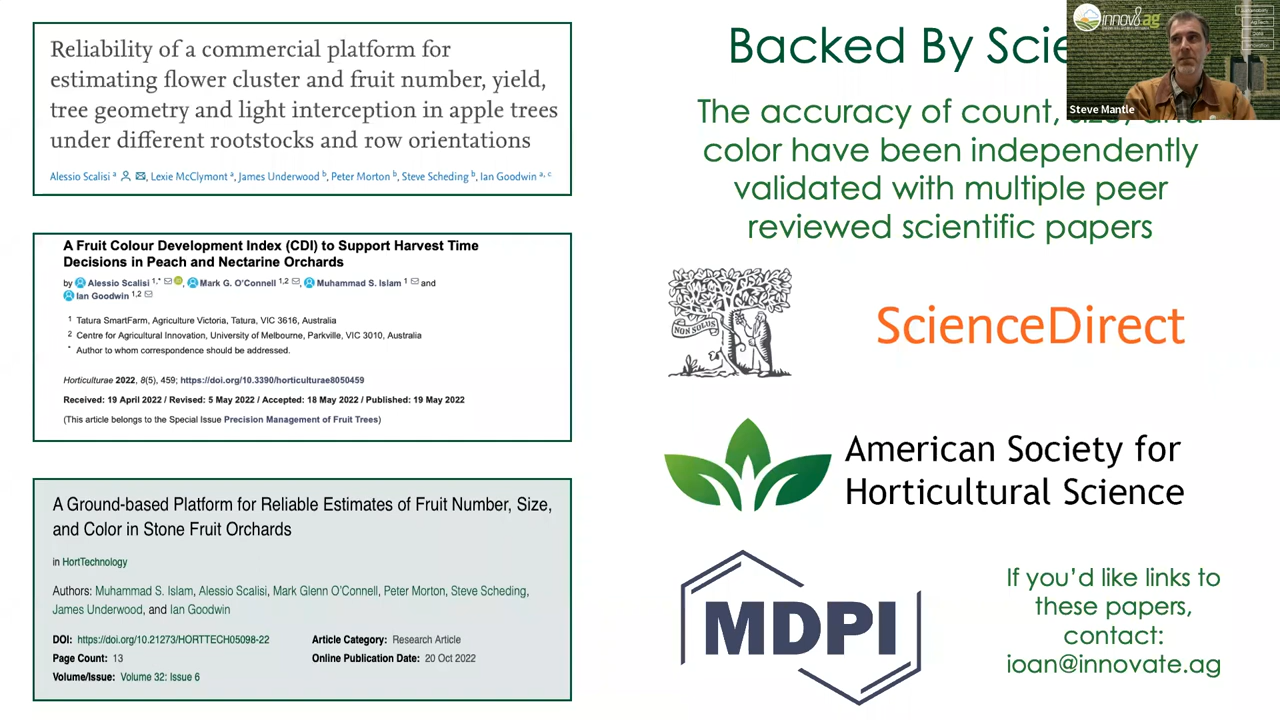 Reliability of a commercial platform for
estimating flower cluster and fruit number, yield,
tree geometry and light interception in apple trees
under different rootstocks and row orientations
Alessio Scalisi a, Lexie McClymont a, James Underwood b, Peter Morton b, Steve Scheding b, Ian Goodwin a, c
A Fruit Colour Development Index (CDI) to Support Harvest Time
Decisions in Peach and Nectarine Orchards
by Alessio Scalisi 1,*, Mark G. O'Connell 1,2, Muhammad S. Islam 1 and
Ian Goodwin 1,2
1 Tatura SmartFarm, Agriculture Victoria, Tatura, VIC 3616, Australia
2 Centre for Agricultural Innovation, University of Melbourne, Parkville, VIC 3010, Australia
* Author to whom correspondence should be addressed.
Horticulturae 2022, 8(5), 459; https://doi.org/10.3390/horticulturae8050459
Received: 19 April 2022 / Revised: 5 May 2022 / Accepted: 18 May 2022 / Published: 19 May 2022
(This article belongs to the Special Issue Precision Management of Fruit Trees)
A Ground-based Platform for Reliable Estimates of Fruit Number, Size,
and Color in Stone Fruit Orchards
in HortTechnology
Authors: Muhammad S. Islam, Alessio Scalisi, Mark Glenn O'Connell, Peter Morton, Steve Scheding,
James Underwood, and Ian Goodwin
DOI: https://doi.org/10.21273/HORTTECH05098-22
Article Category: Research Article
Page Count: 13
Online Publication Date: 20 Oct 2022
Volume/Issue: Volume 32: Issue 6
Backed By Scie
innov8.ag
Steve Mantle
The accuracy of count, size, and
color have been independently
validated with multiple peer
reviewed scientific papers
NON SOLUS
ScienceDirect
American Society for
Horticultural Science
MDPI
If you'd like links to
these papers,
contact:
ioan@innovate.ag